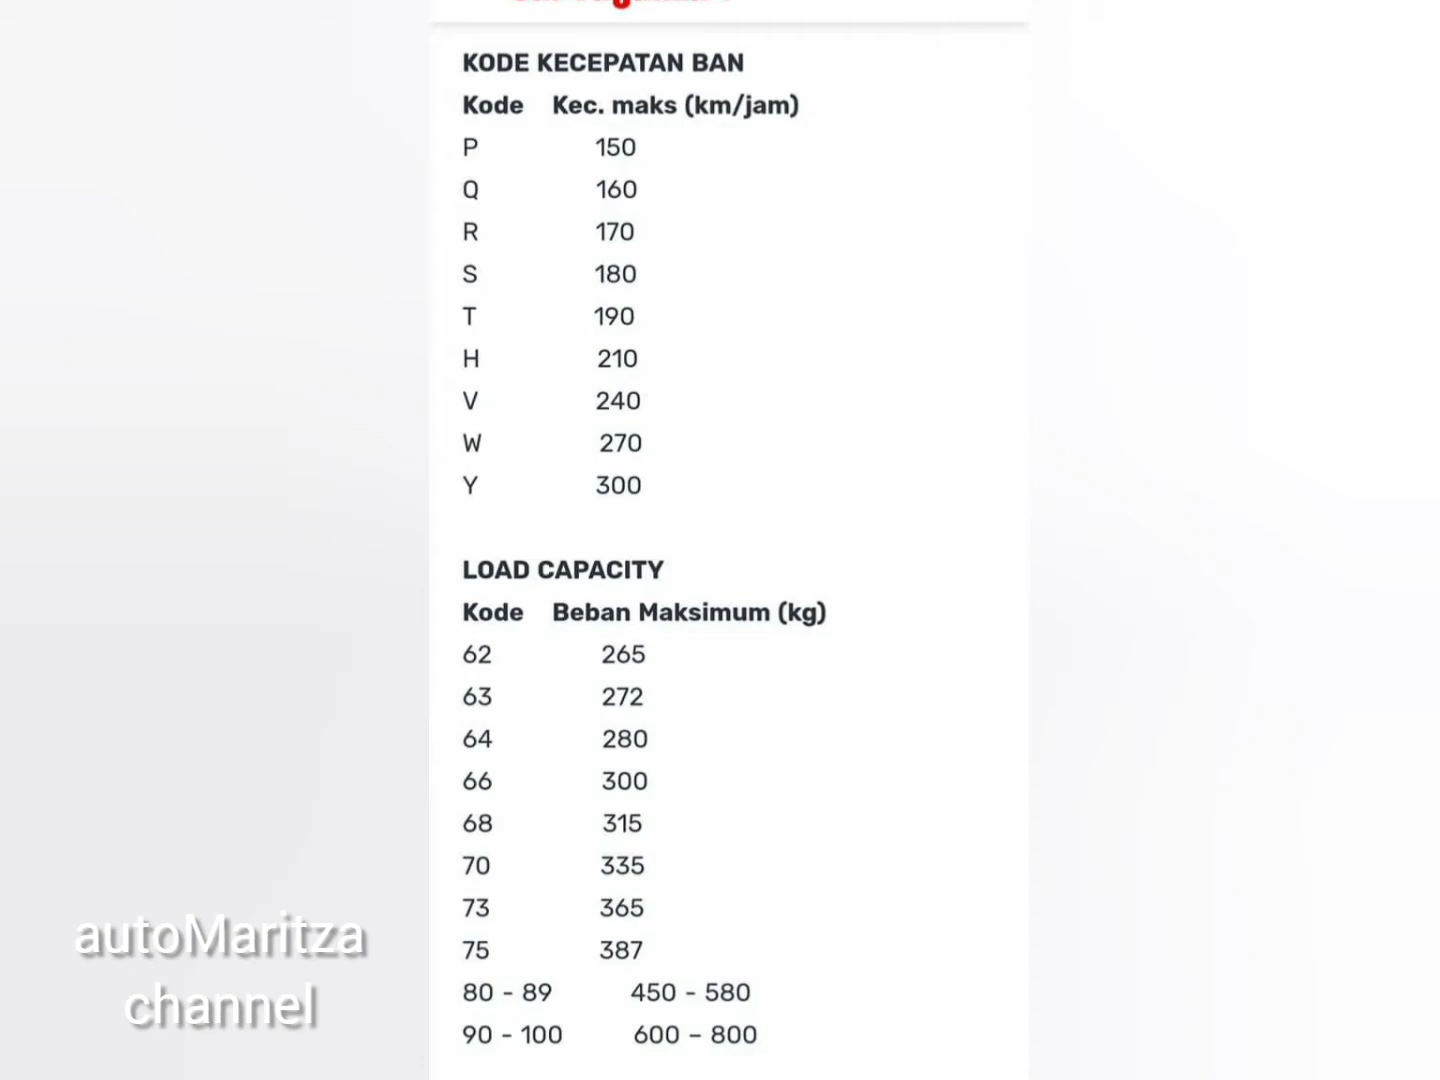 KODE KECEPATAN BAN
Kode Kec. maks (km/jam)
P 150
Q 160
R 170
S 180
T 190
H 210
V 240
W 270
Y 300
LOAD CAPACITY
Kode Beban Maksimum (kg)
62 265
63 272
64 280
66 300
68 315
70 335
73 365
75 387
80 - 89 450 - 580
90 - 100 600 – 800
autoMaritza
channel